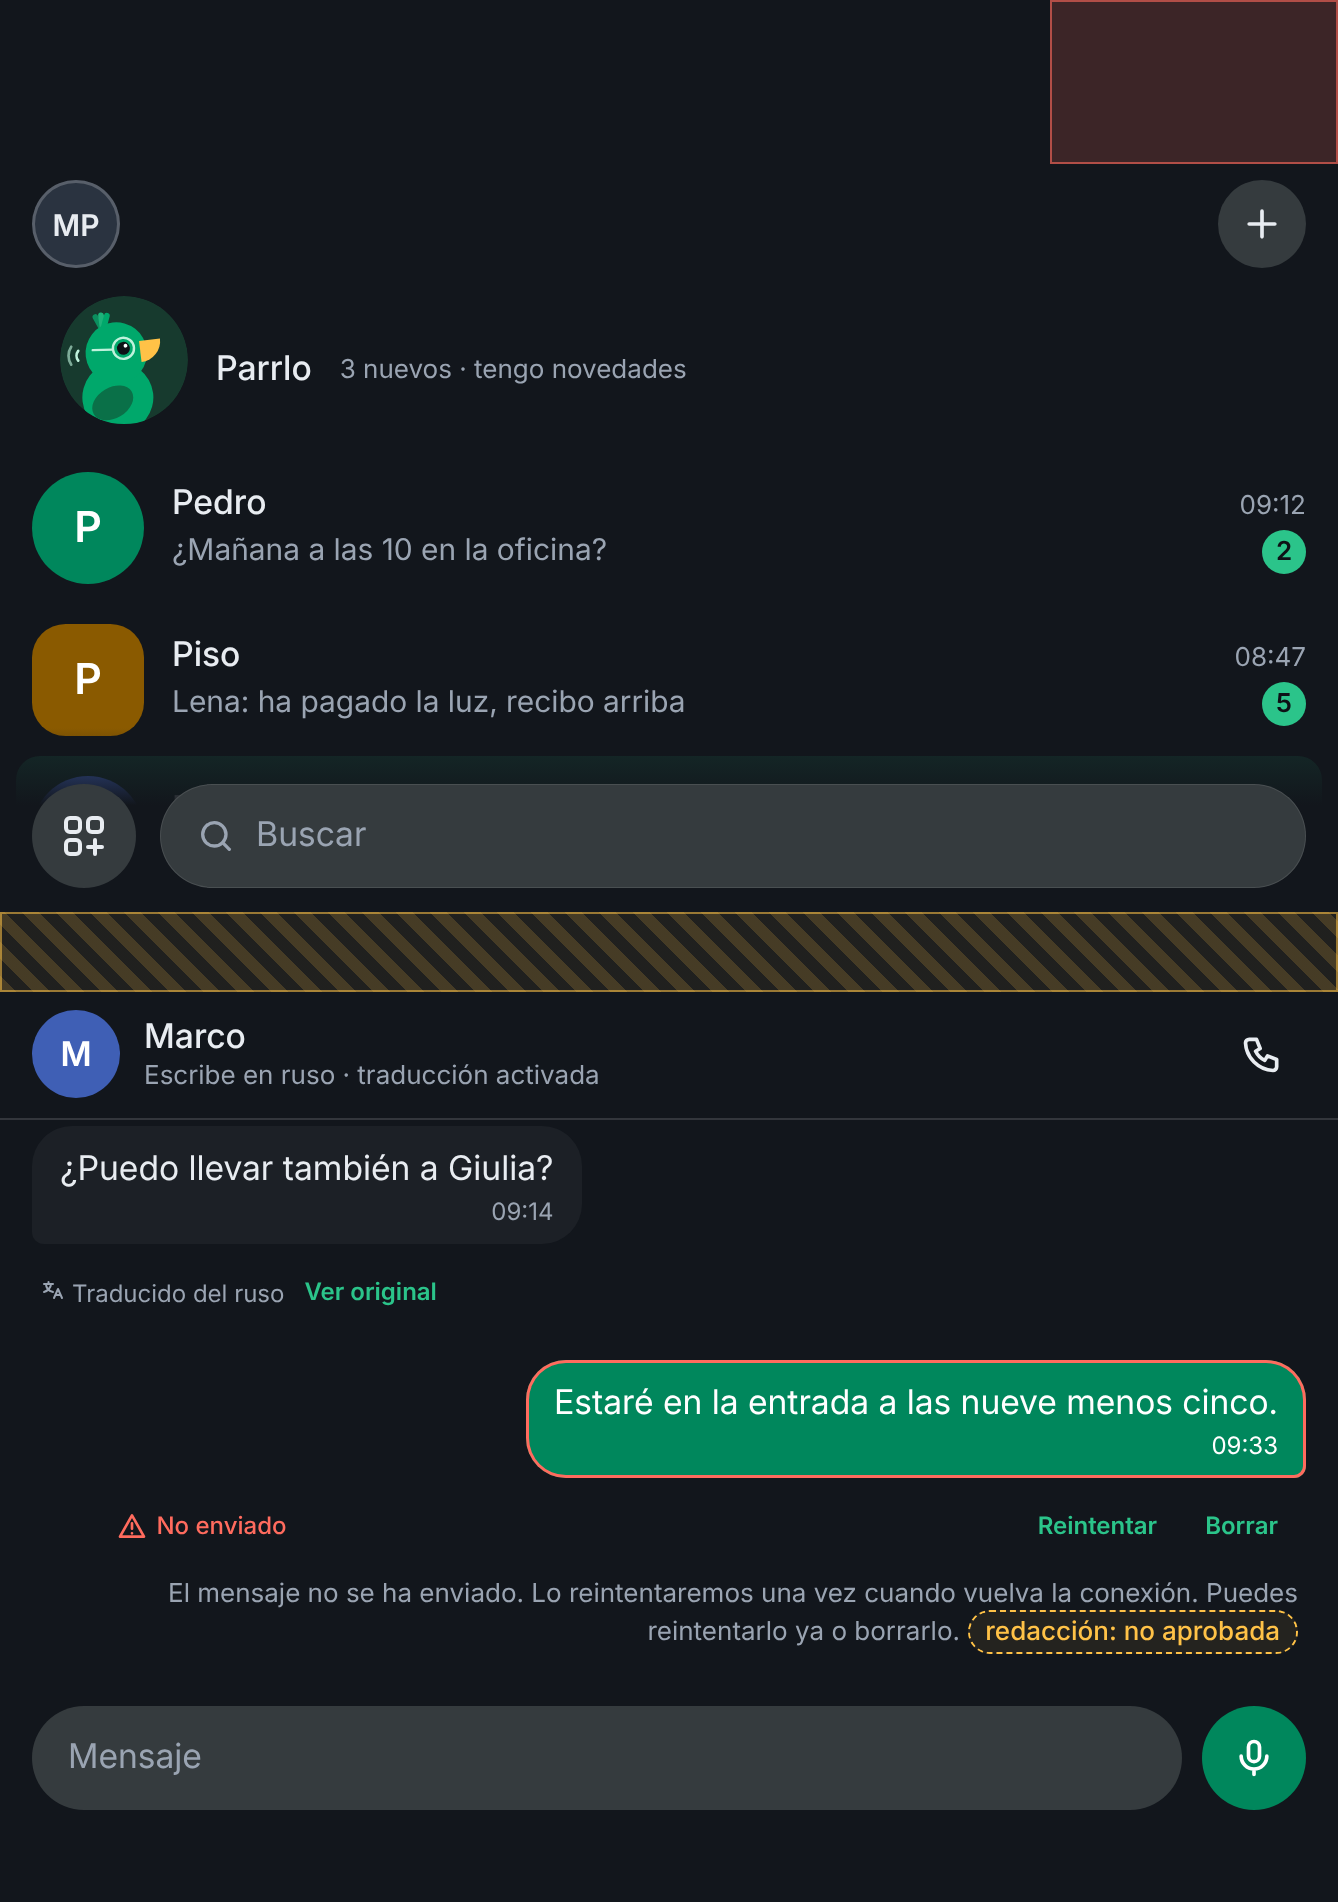 MP
Parrlo 3 nuevos · tengo novedades
P
Pedro
09:12
¿Mañana a las 10 en la oficina?
2
P
Piso
08:47
Lena: ha pagado la luz, recibo arriba
5
Buscar
M
Marco
Escribe en ruso · traducción activada
¿Puedo llevar también a Giulia?
09:14
Traducido del ruso Ver original
Estaré en la entrada a las nueve menos cinco.
09:33
No enviado Reintentar Borrar
El mensaje no se ha enviado. Lo reintentaremos una vez cuando vuelva la conexión. Puedes
reintentarlo ya o borrarlo. redacción: no aprobada
Mensaje